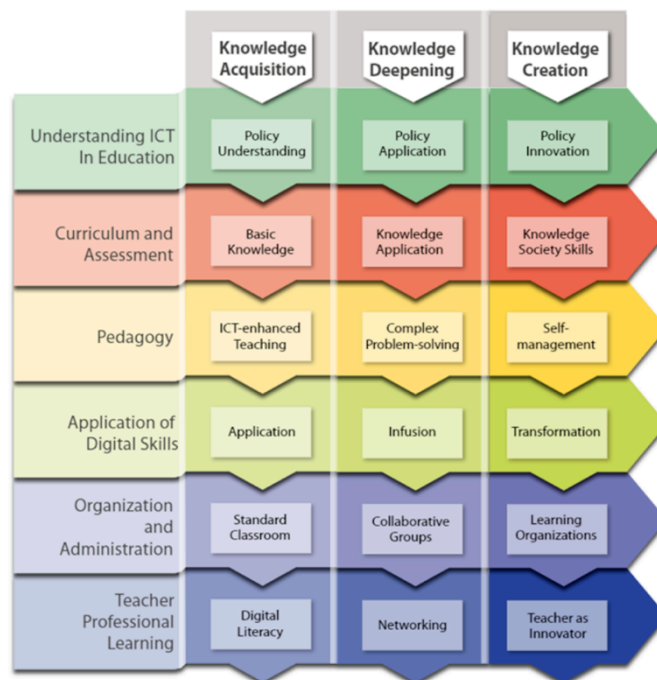 Knowledge
Acquisition
Knowledge
Deepening
Knowledge
Creation
Understanding ICT
In Education
Policy
Understanding
Policy
Application
Policy
Innovation
Curriculum and
Assessment
Basic
Knowledge
Knowledge
Application
Knowledge
Society Skills
Pedagogy
ICT-enhanced
Teaching
Complex
Problem-solving
Self-
management
Application of
Digital Skills
Application
Infusion
Transformation
Organization
and
Administration
Standard
Classroom
Collaborative
Groups
Learning
Organizations
Teacher
Professional
Learning
Digital
Literacy
Networking
Teacher as
Innovator